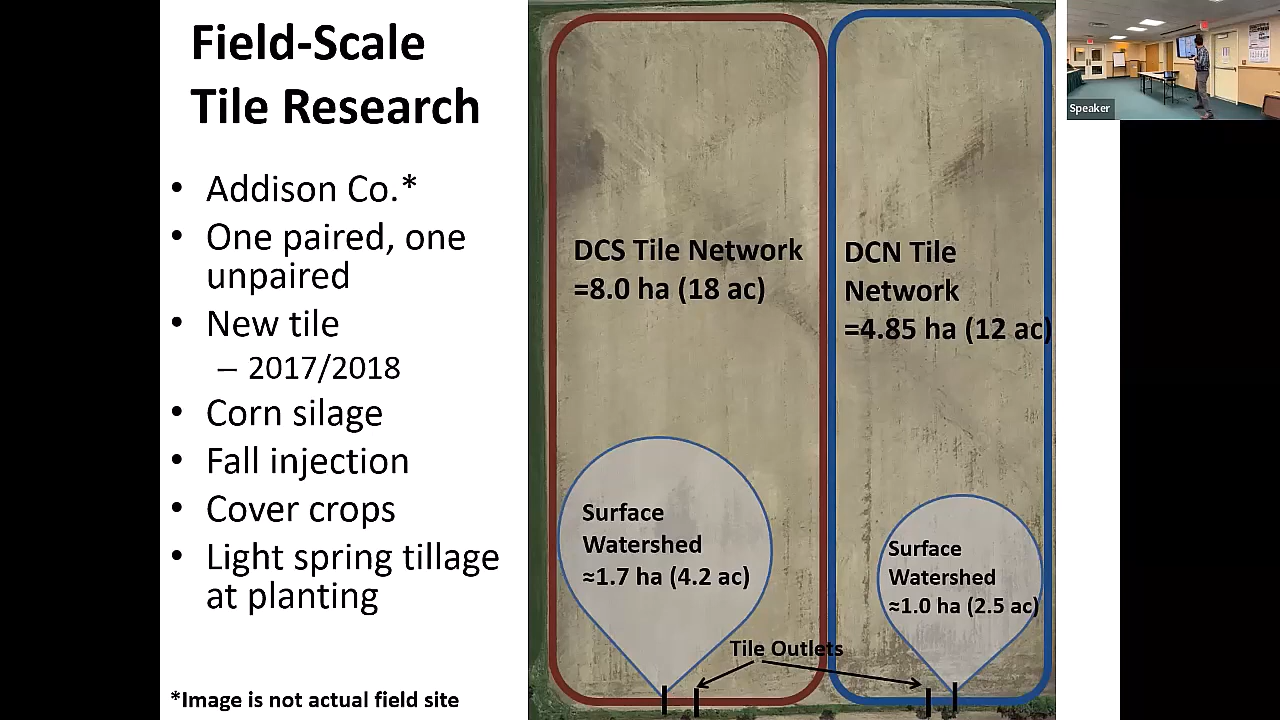 Field-Scale
Tile Research
• Addison Co.*
• One paired, one
unpaired
• New tile
– 2017/2018
• Corn silage
• Fall injection
• Cover crops
• Light spring tillage
at planting
*Image is not actual field site
DCS Tile Network
=8.0 ha (18 ac)
DCN Tile
Network
=4.85 ha (12 ac)
Surface
Watershed
≈1.7 ha (4.2 ac)
Surface
Watershed
≈1.0 ha (2.5 ac)
Tile Outlets
Speaker